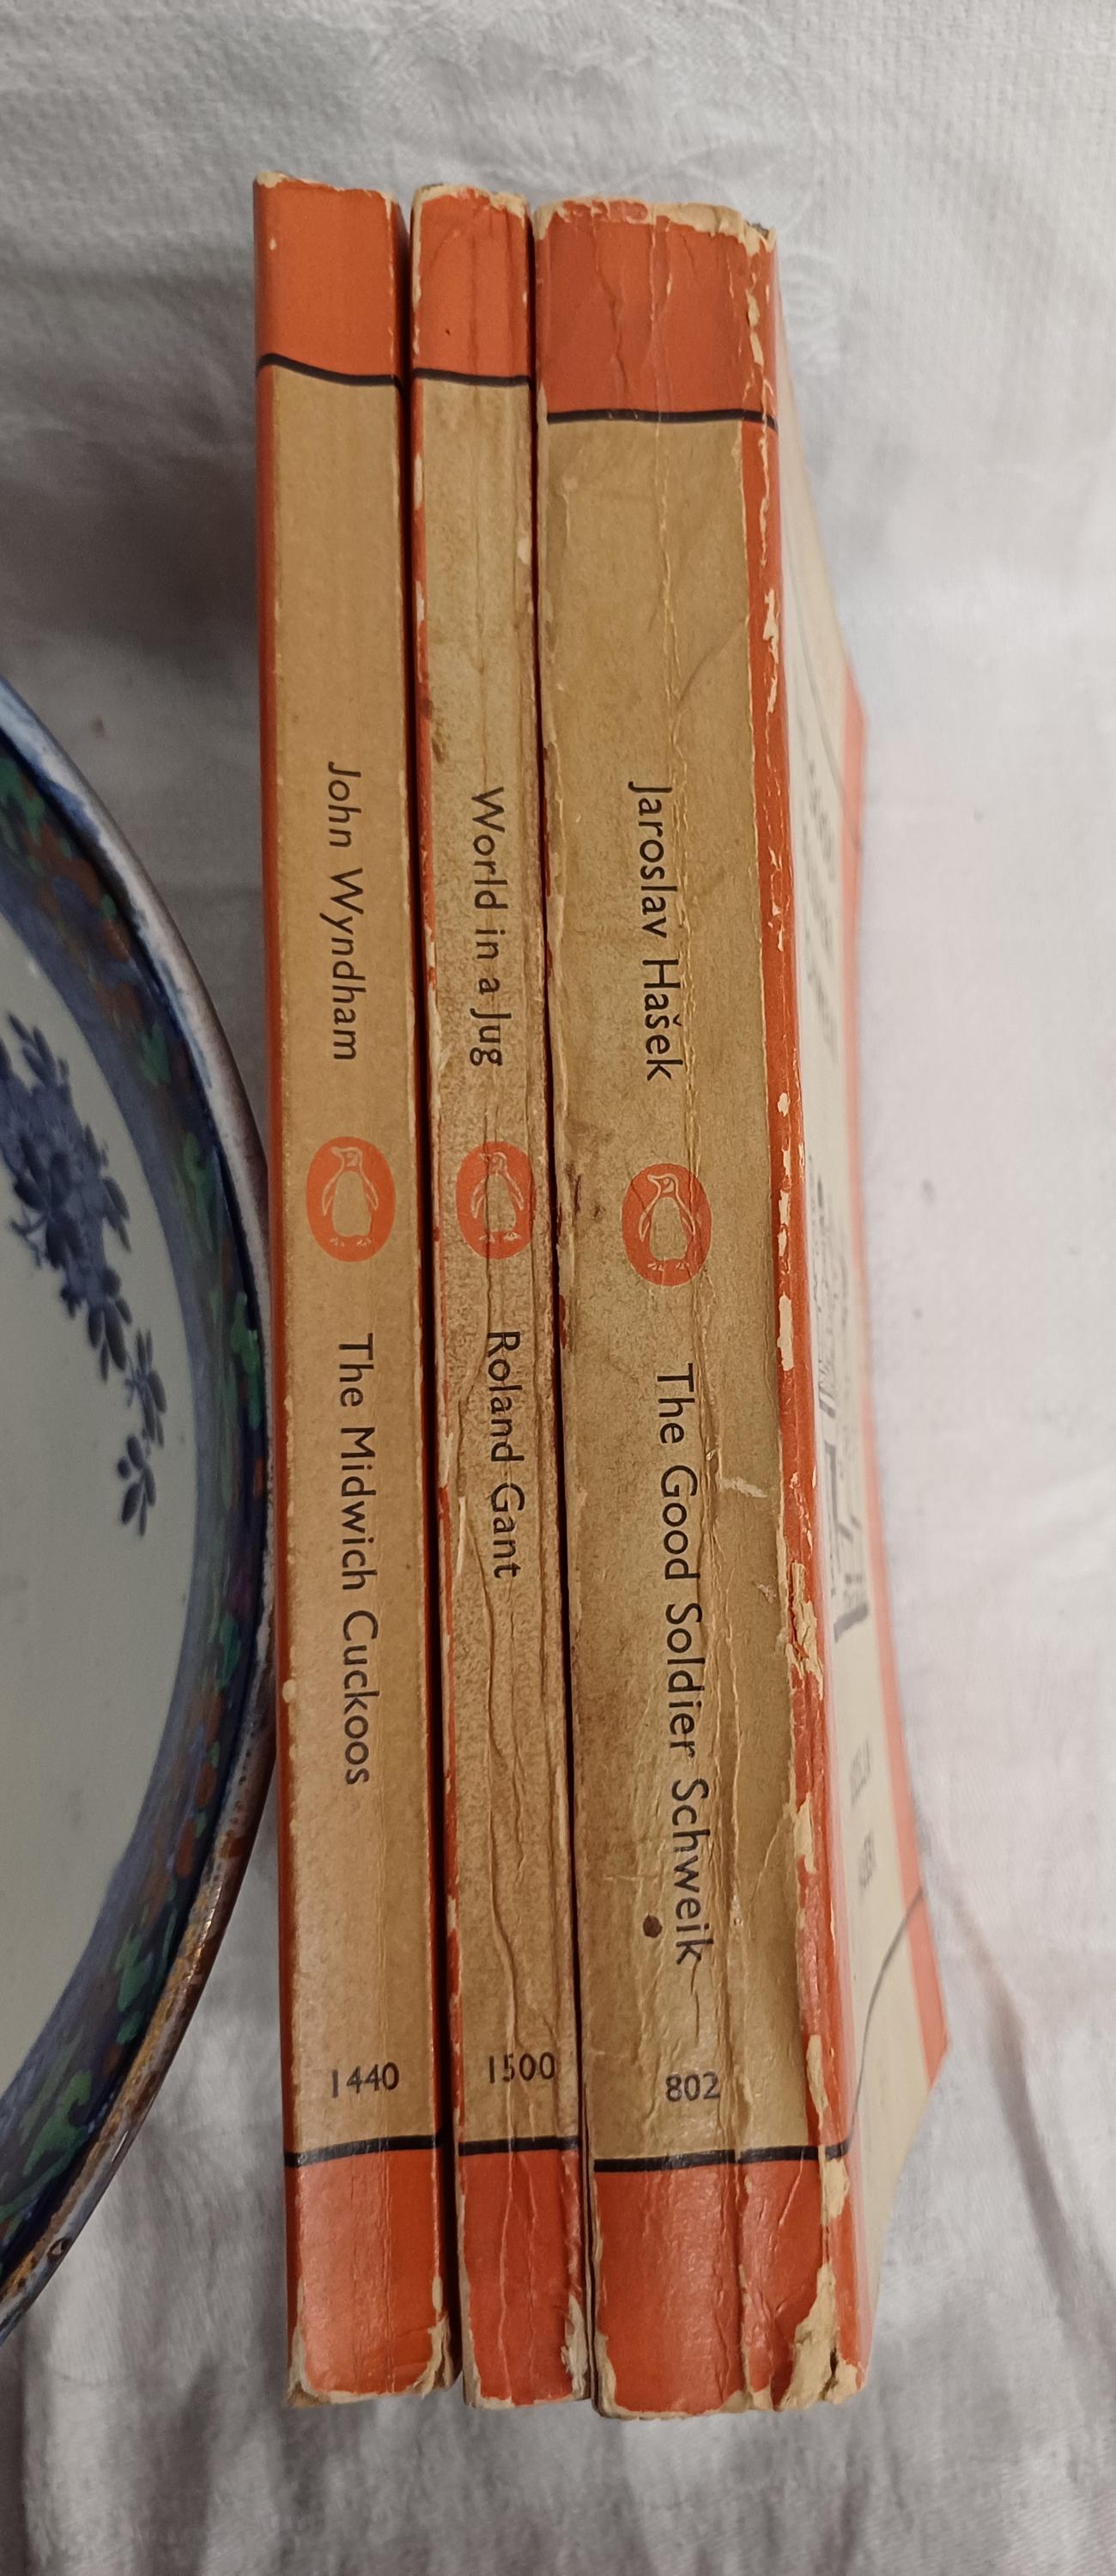 John Wyndham
The Midwich Cuckoos
1440
World in a Jug
Roland Gant
1500
Jaroslav Hašek
The Good Soldier Schweik
802